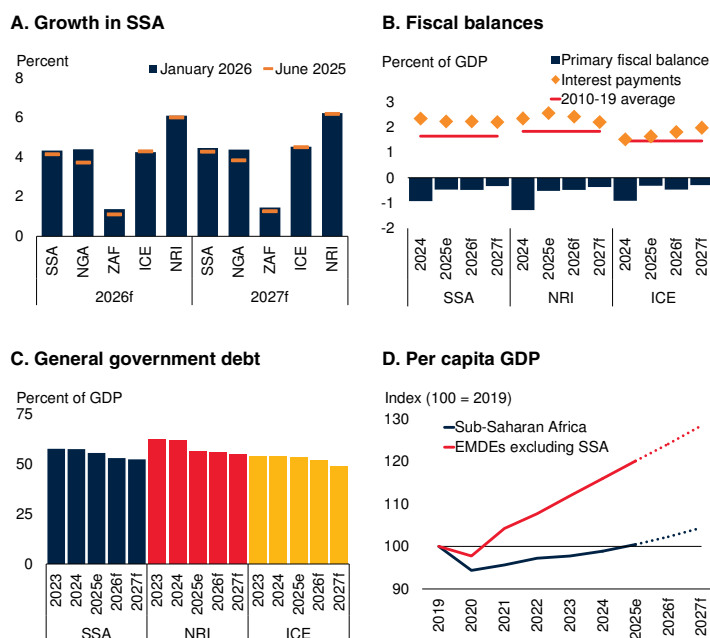 A. Growth in SSA
Percent
January 2026 June 2025
8
6
4
2
0
SSA NGA ZAF ICE NRI SSA NGA ZAF ICE NRI
2026f 2027f
B. Fiscal balances
Percent of GDP
Primary fiscal balance
Interest payments
2010-19 average
3
2
1
0
-1
-2
2024 2025e 2026f 2027f 2024 2025e 2026f 2027f 2024 2025e 2026f 2027f
SSA NRI ICE
C. General government debt
Percent of GDP
75
50
25
0
2023 2024 2025e 2026f 2027f 2023 2024 2025e 2026f 2027f 2023 2024 2025e 2026f 2027f
SSA NRI ICE
D. Per capita GDP
Index (100 = 2019)
130
Sub-Saharan Africa
EMDEs excluding SSA
120
110
100
90
2019 2020 2021 2022 2023 2024 2025e 2026f 2027f